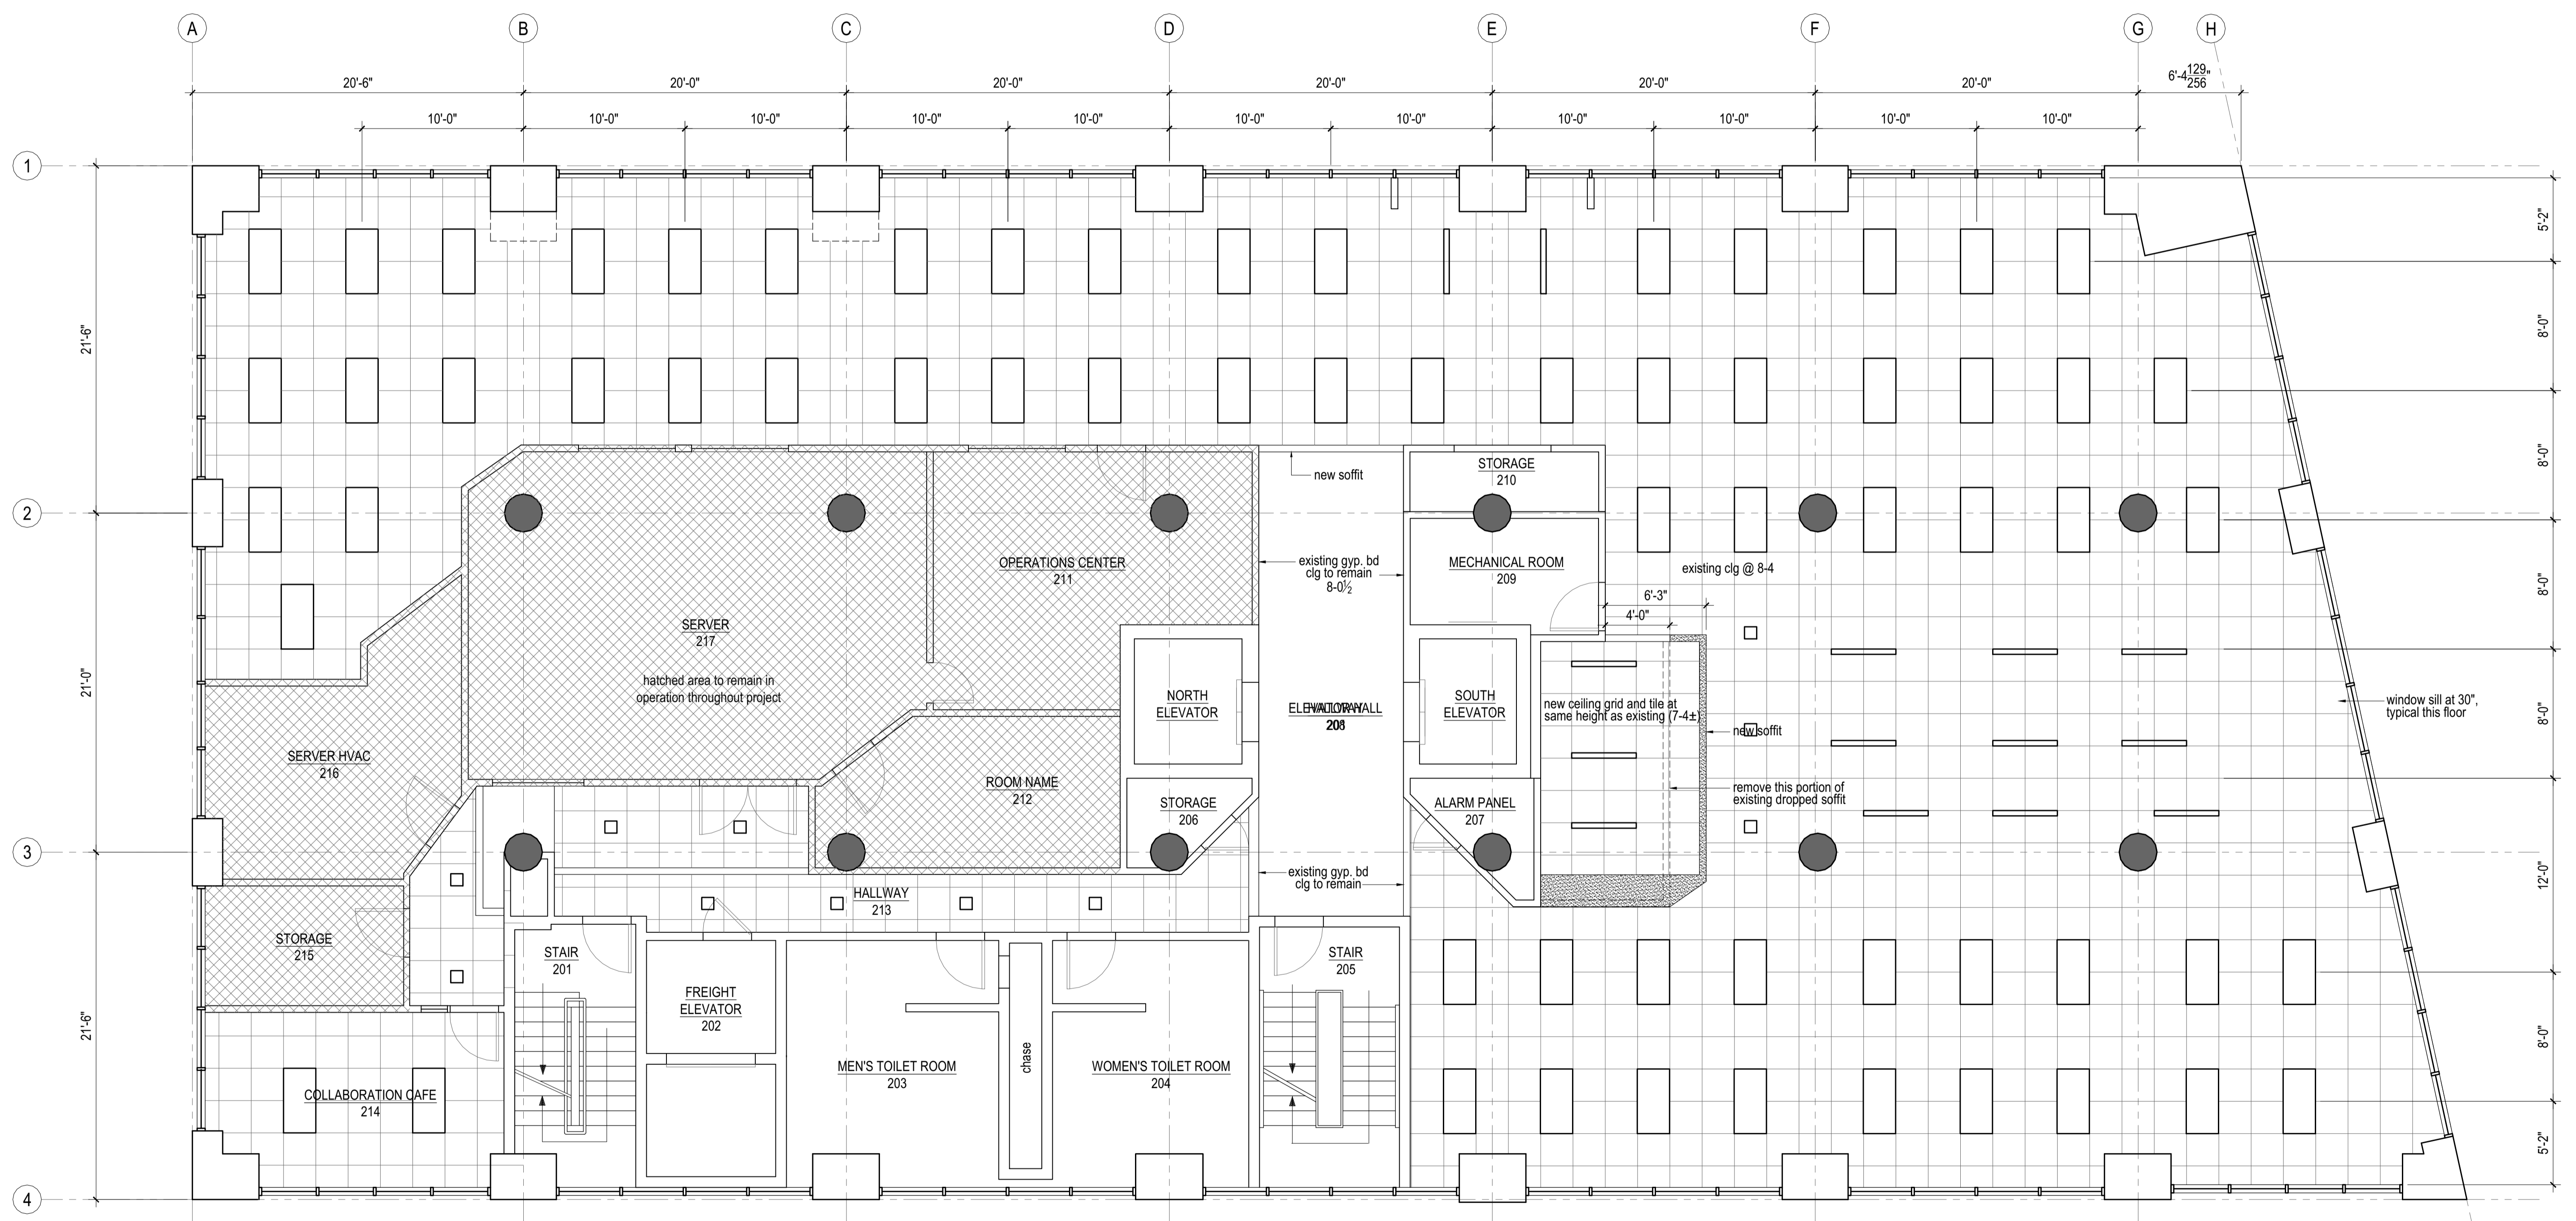 A
B
C
D
E
F
G
H
20'-6"
20'-0"
20'-0"
20'-0"
20'-0"
20'-0"
6'-4 129/256"
10'-0"
10'-0"
10'-0"
10'-0"
10'-0"
10'-0"
10'-0"
10'-0"
10'-0"
10'-0"
10'-0"
1
2
3
4
21'-6"
21'-0"
21'-6"
5'-2"
8'-0"
8'-0"
8'-0"
8'-0"
12'-0"
8'-0"
5'-2"
new soffit
STORAGE
210
OPERATIONS CENTER
211
existing gyp. bd
clg to remain
8-0½
MECHANICAL ROOM
209
existing clg @ 8-4
6'-3"
4'-0"
SERVER
217
hatched area to remain in
operation throughout project
NORTH
ELEVATOR
SOUTH
ELEVATOR
new ceiling grid and tile at
same height as existing (7-4±)
new soffit
window sill at 30",
typical this floor
SERVER HVAC
216
ROOM NAME
212
STORAGE
206
ALARM PANEL
207
remove this portion of
existing dropped soffit
existing gyp. bd
clg to remain
HALLWAY
213
STORAGE
215
STAIR
201
FREIGHT
ELEVATOR
202
MEN'S TOILET ROOM
203
chase
WOMEN'S TOILET ROOM
204
STAIR
205
COLLABORATION CAFE
214